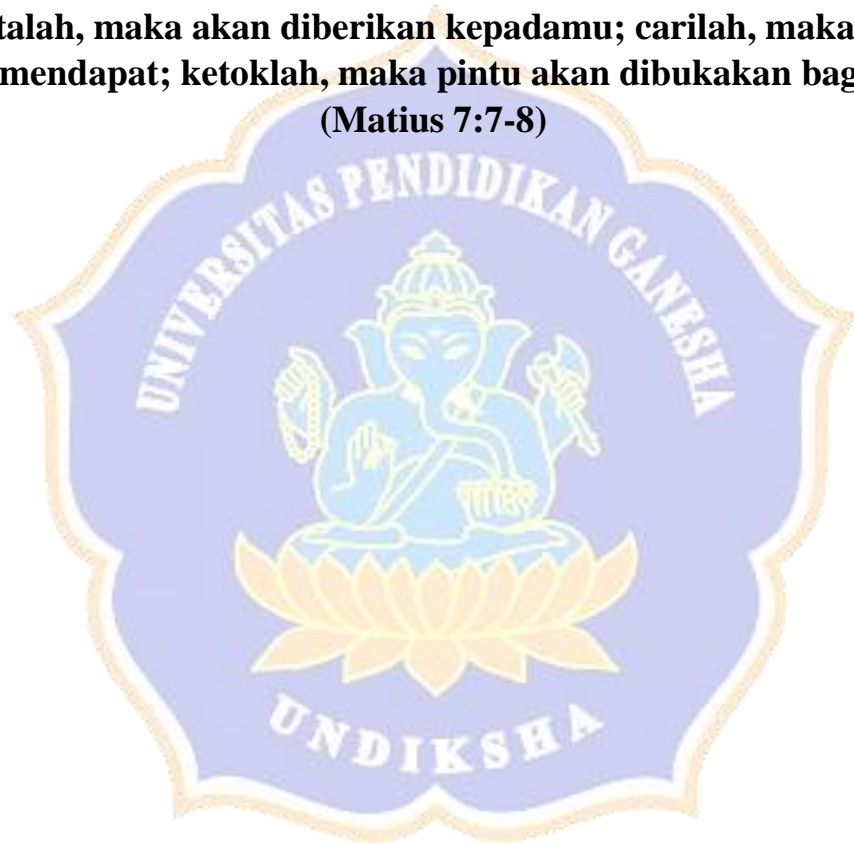 talah, maka akan diberikan kepadamu; carilah, maka
mendapat; ketoklah, maka pintu akan dibukakan bag
(Matius 7:7-8)
UNIVERSITAS PENDIDIKAN GANESHA
UNDIKSHA